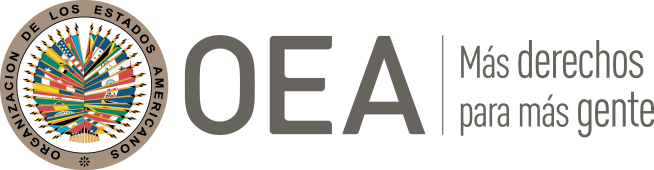 ORGANIZACION DE LOS ESTADOS AMERICANOS
OEA
Más derechos
para más gente